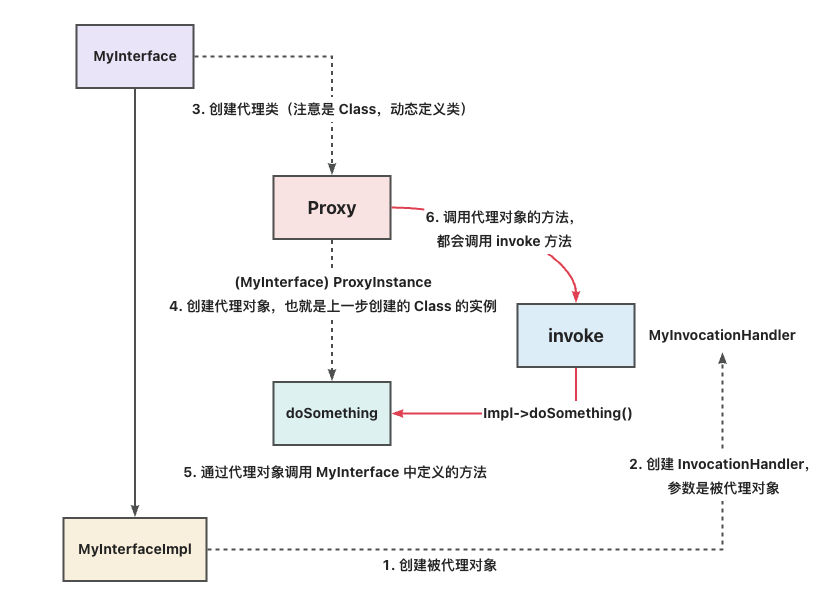 MyInterface
3. 创建代理类（注意是 Class，动态定义类）
Proxy
6. 调用代理对象的方法，
都会调用 invoke 方法
(MyInterface) ProxyInstance
4. 创建代理对象，也就是上一步创建的 Class 的实例
invoke
MyInvocationHandler
doSomething
Impl->doSomething()
5. 通过代理对象调用 MyInterface 中定义的方法
2. 创建 InvocationHandler，
参数是被代理对象
MyInterfaceImpl
1. 创建被代理对象